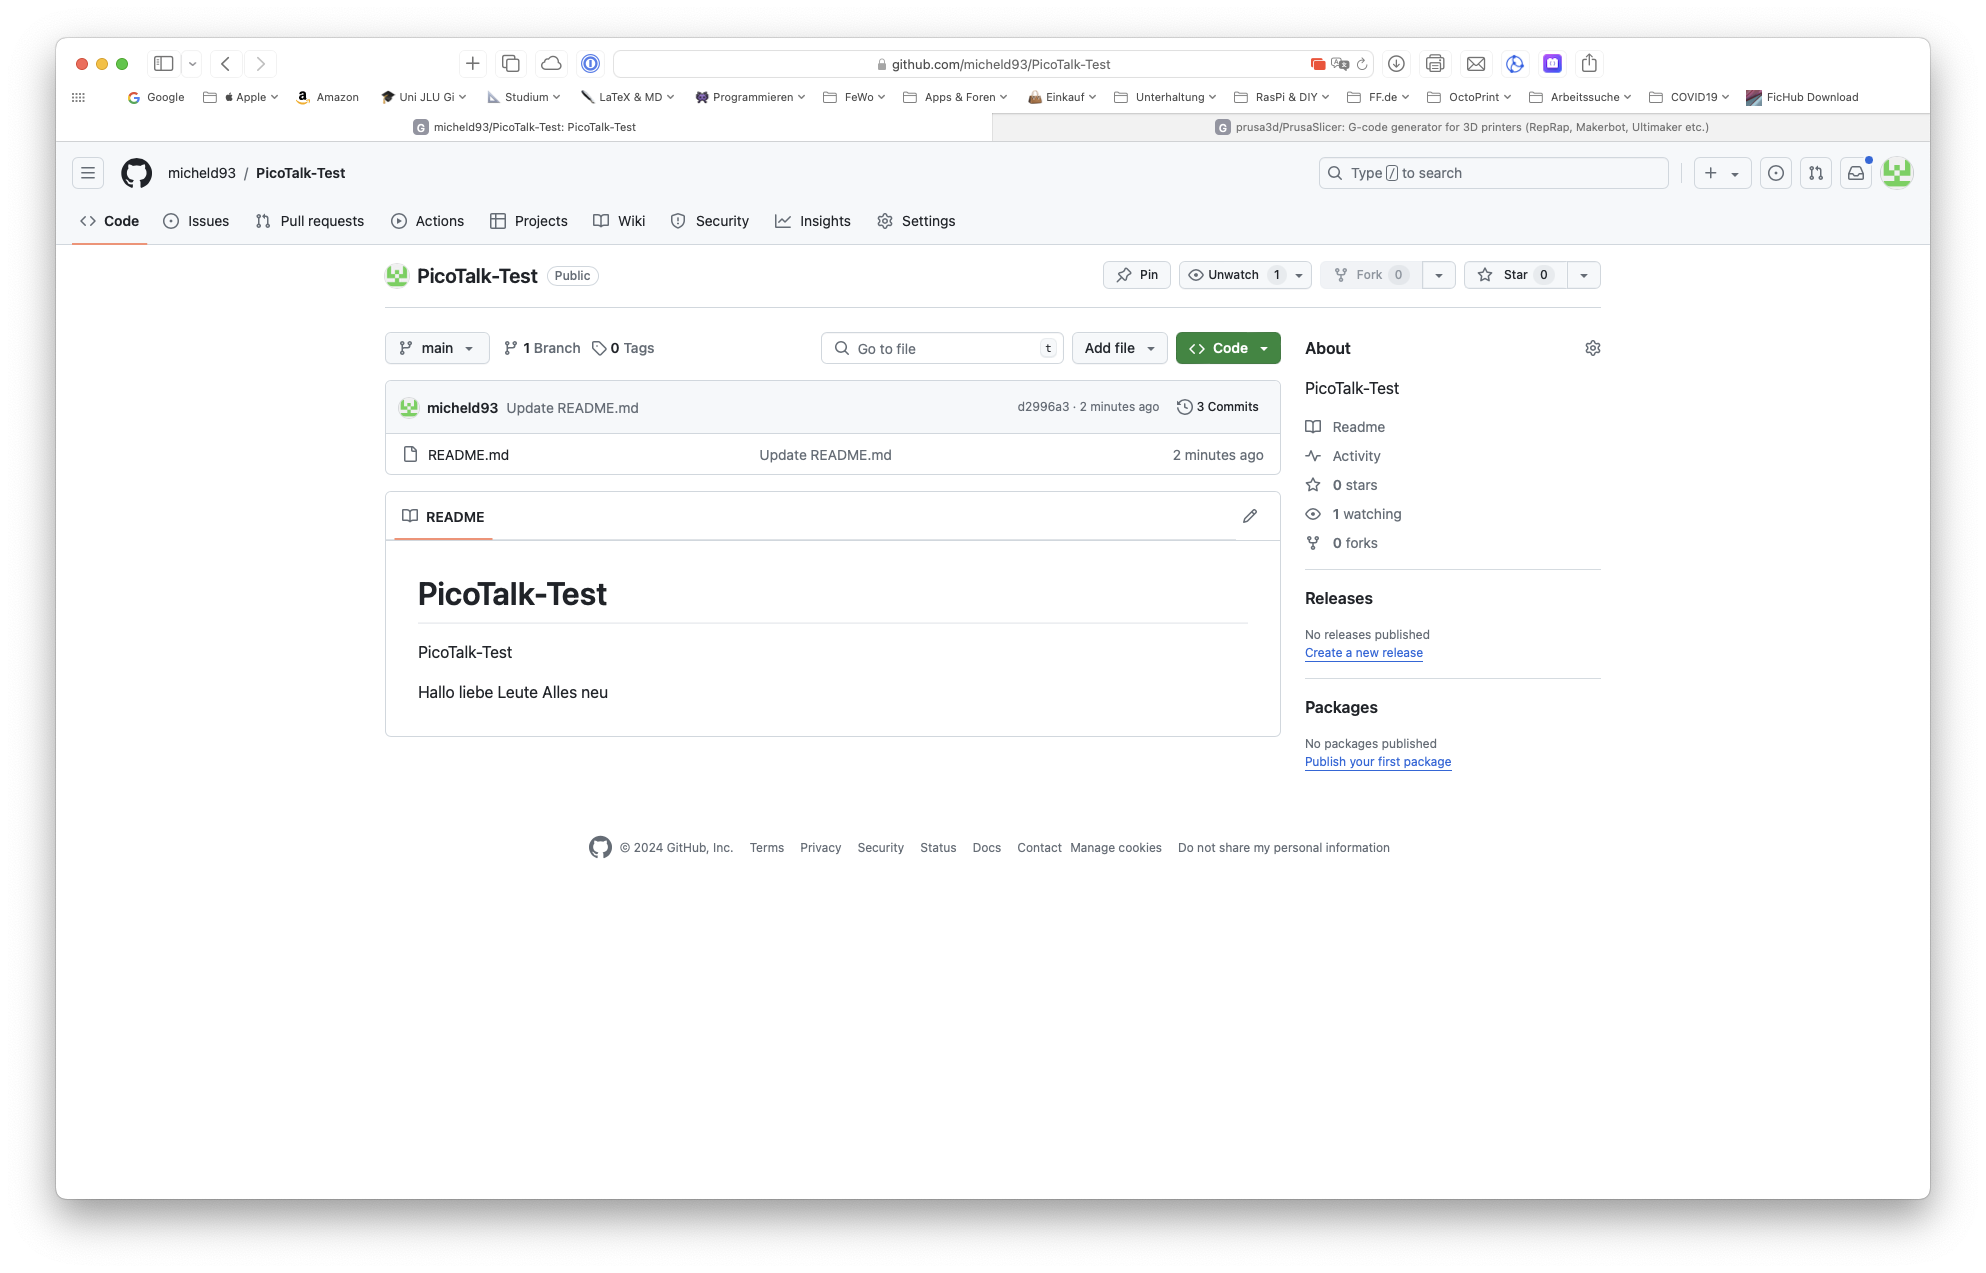 github.com/micheld93/PicoTalk-Test
Google Apple Amazon Uni JLU Gi Studium LaTeX & MD Programmieren FeWo Apps & Foren Einkauf Unterhaltung RasPi & DIY FF.de OctoPrint Arbeitssuche COVID19 FicHub Download
G micheld93/PicoTalk-Test: PicoTalk-Test
G prusa3d/PrusaSlicer: G-code generator for 3D printers (RepRap, Makerbot, Ultimaker etc.)
micheld93 / PicoTalk-Test
Type / to search
Code Issues Pull requests Actions Projects Wiki Security Insights Settings
PicoTalk-Test Public
Pin Unwatch 1 Fork 0 Star 0
main 1 Branch 0 Tags
Go to file t Add file Code
micheld93 Update README.md d2996a3 · 2 minutes ago 3 Commits
README.md Update README.md 2 minutes ago
README
PicoTalk-Test
PicoTalk-Test
Hallo liebe Leute Alles neu
About
PicoTalk-Test
Readme
Activity
0 stars
1 watching
0 forks
Releases
No releases published
Create a new release
Packages
No packages published
Publish your first package
© 2024 GitHub, Inc. Terms Privacy Security Status Docs Contact Manage cookies Do not share my personal information